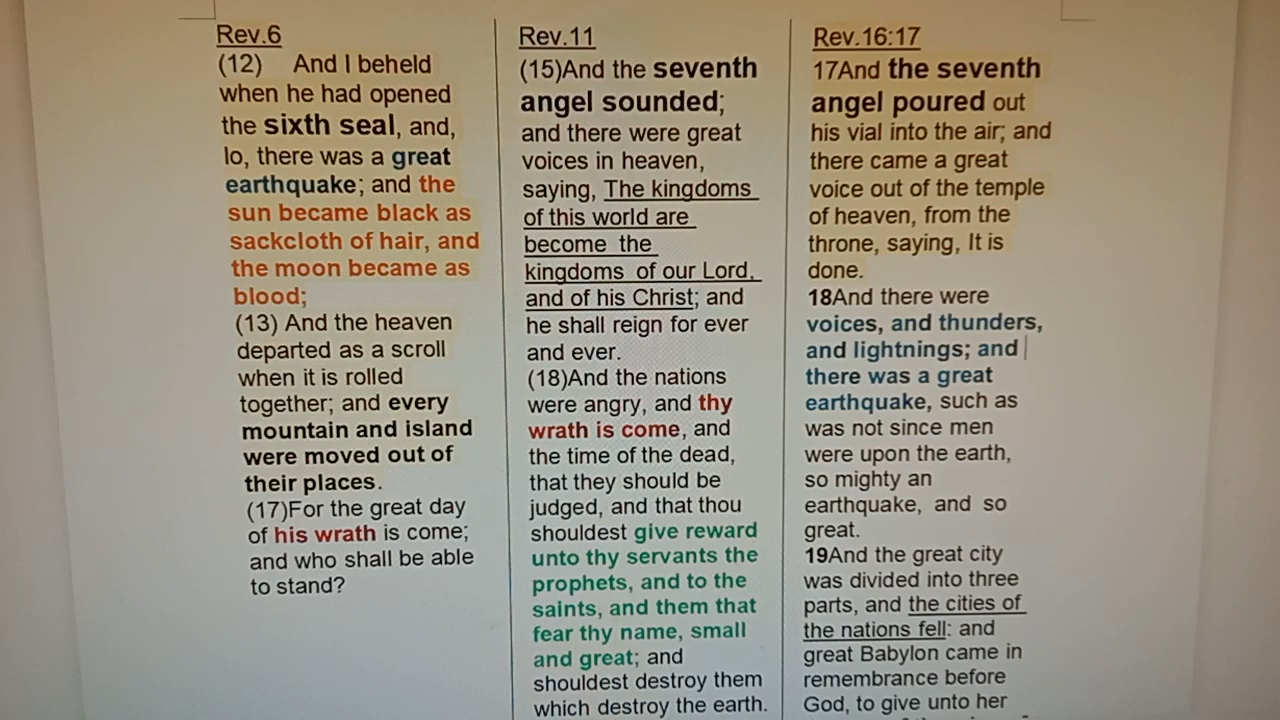 Rev.6
(12) And I beheld
when he had opened
the sixth seal, and,
lo, there was a great
earthquake; and the
sun became black as
sackcloth of hair, and
the moon became as
blood;
(13) And the heaven
departed as a scroll
when it is rolled
together; and every
mountain and island
were moved out of
their places.
(17)For the great day
of his wrath is come;
and who shall be able
to stand?
Rev.11
(15)And the seventh
angel sounded;
and there were great
voices in heaven,
saying, The kingdoms
of this world are
become the
kingdoms of our Lord,
and of his Christ; and
he shall reign for ever
and ever.
(18)And the nations
were angry, and thy
wrath is come, and
the time of the dead,
that they should be
judged, and that thou
shouldest give reward
unto thy servants the
prophets, and to the
saints, and them that
fear thy name, small
and great; and
shouldest destroy them
which destroy the earth.
Rev.16:17
17And the seventh
angel poured out
his vial into the air; and
there came a great
voice out of the temple
of heaven, from the
throne, saying, It is
done.
18And there were
voices, and thunders,
and lightnings; and
there was a great
earthquake, such as
was not since men
were upon the earth,
so mighty an
earthquake, and so
great.
19And the great city
was divided into three
parts, and the cities of
the nations fell: and
great Babylon came in
remembrance before
God, to give unto her